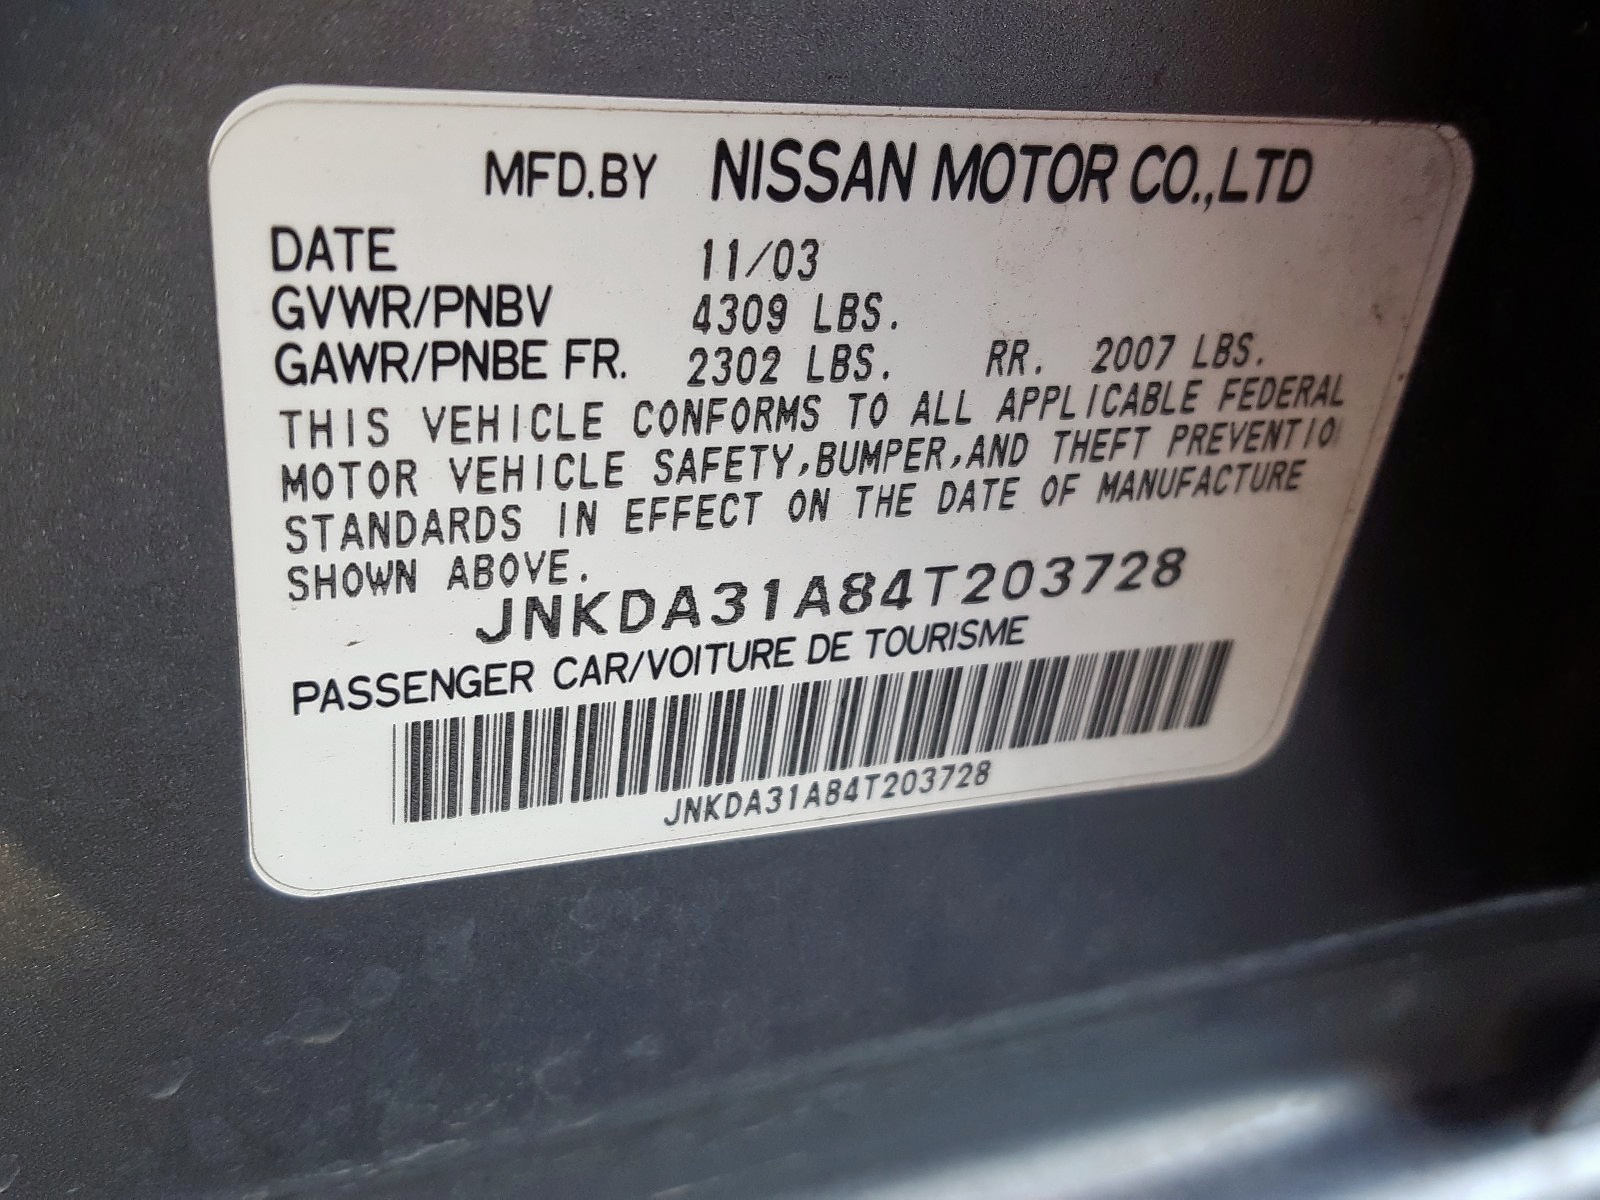 MFD.BY NISSAN MOTOR CO.,LTD
DATE 11/03
GVWR/PNBV 4309 LBS.
GAWR/PNBE FR. 2302 LBS. RR. 2007 LBS.
THIS VEHICLE CONFORMS TO ALL APPLICABLE FEDERAL
MOTOR VEHICLE SAFETY,BUMPER,AND THEFT PREVENTIO
STANDARDS IN EFFECT ON THE DATE OF MANUFACTURE
SHOWN ABOVE.
JNKDA31A84T203728
PASSENGER CAR/VOITURE DE TOURISME
JNKDA31A84T203728